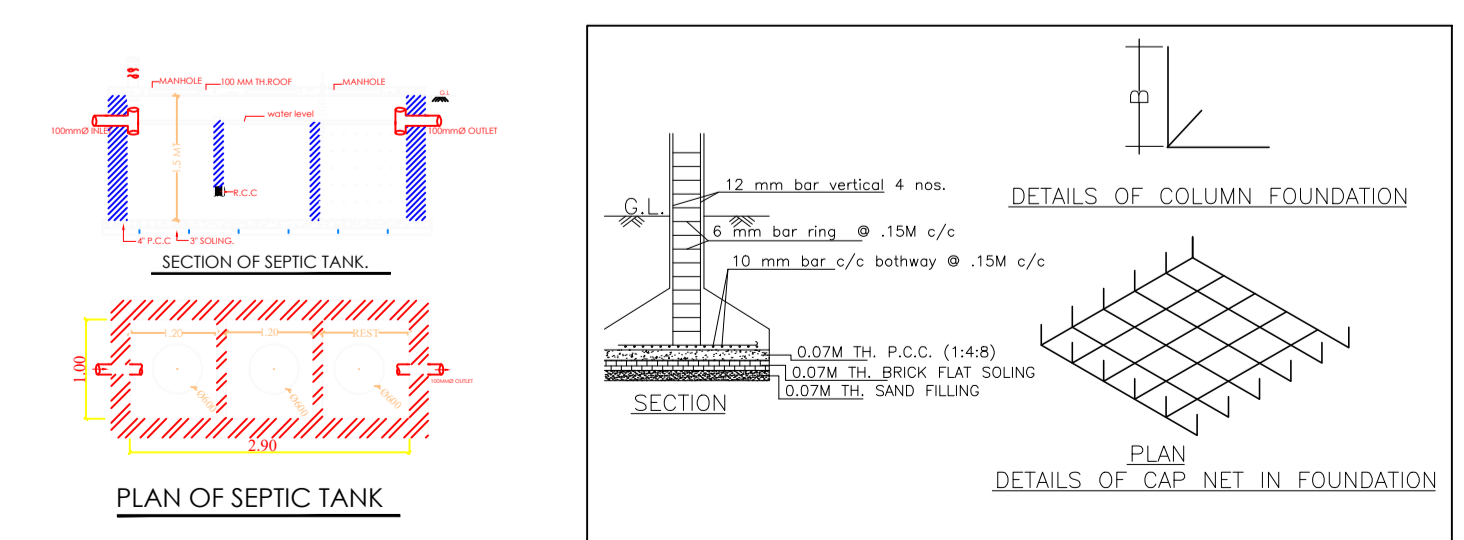 MANHOLE
100 MM TH.ROOF
MANHOLE
G.L
water level
100mmØ INLE
100mmØ OUTLET
1.5 MT
R.C.C
4" P.C.C
3" SOLING.
SECTION OF SEPTIC TANK.
1.20
1.20
REST
1.00
100MMØ OUTLET
Ø600
Ø600
Ø600
2.90
PLAN OF SEPTIC TANK
12 mm bar vertical 4 nos.
G.L.
6 mm bar ring @ .15M c/c
10 mm bar c/c bothway @ .15M c/c
0.07M TH. P.C.C. (1:4:8)
0.07M TH. BRICK FLAT SOLING
0.07M TH. SAND FILLING
SECTION
B
DETAILS OF COLUMN FOUNDATION
PLAN
DETAILS OF CAP NET IN FOUNDATION